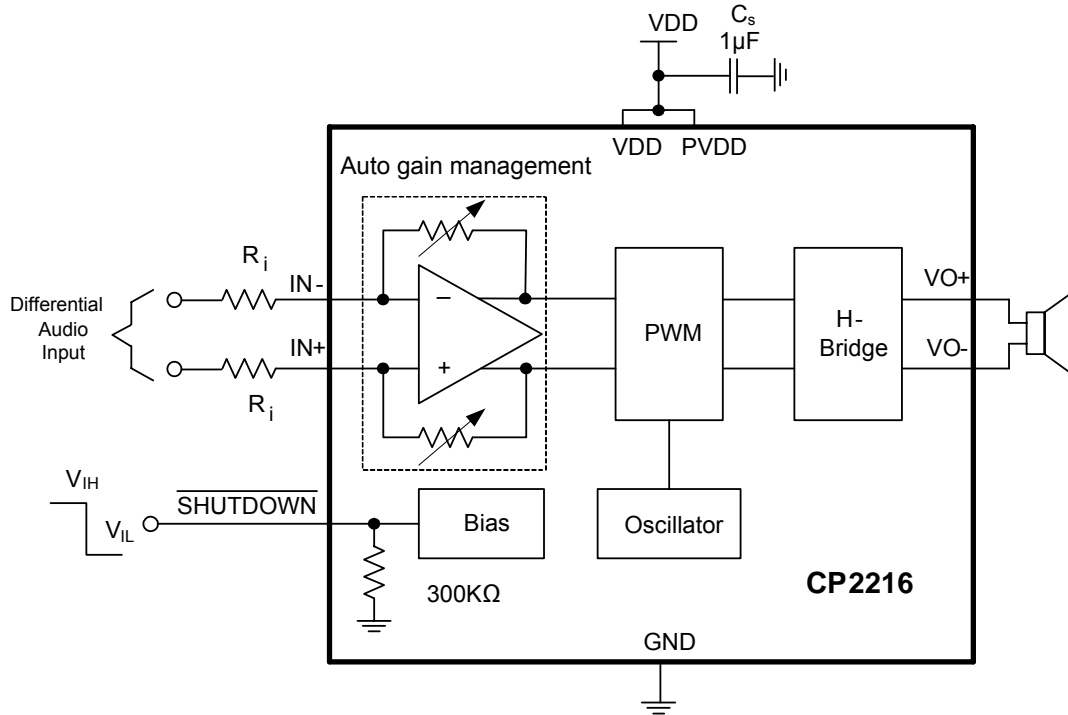 VDD
Cs
1µF
VDD PVDD
Auto gain management
Ri
IN-
Differential
Audio
Input
IN+
Ri
−
+
PWM
H-
Bridge
VO+
VO-
VIH
VIL
SHUTDOWN
Bias
300KΩ
Oscillator
CP2216
GND